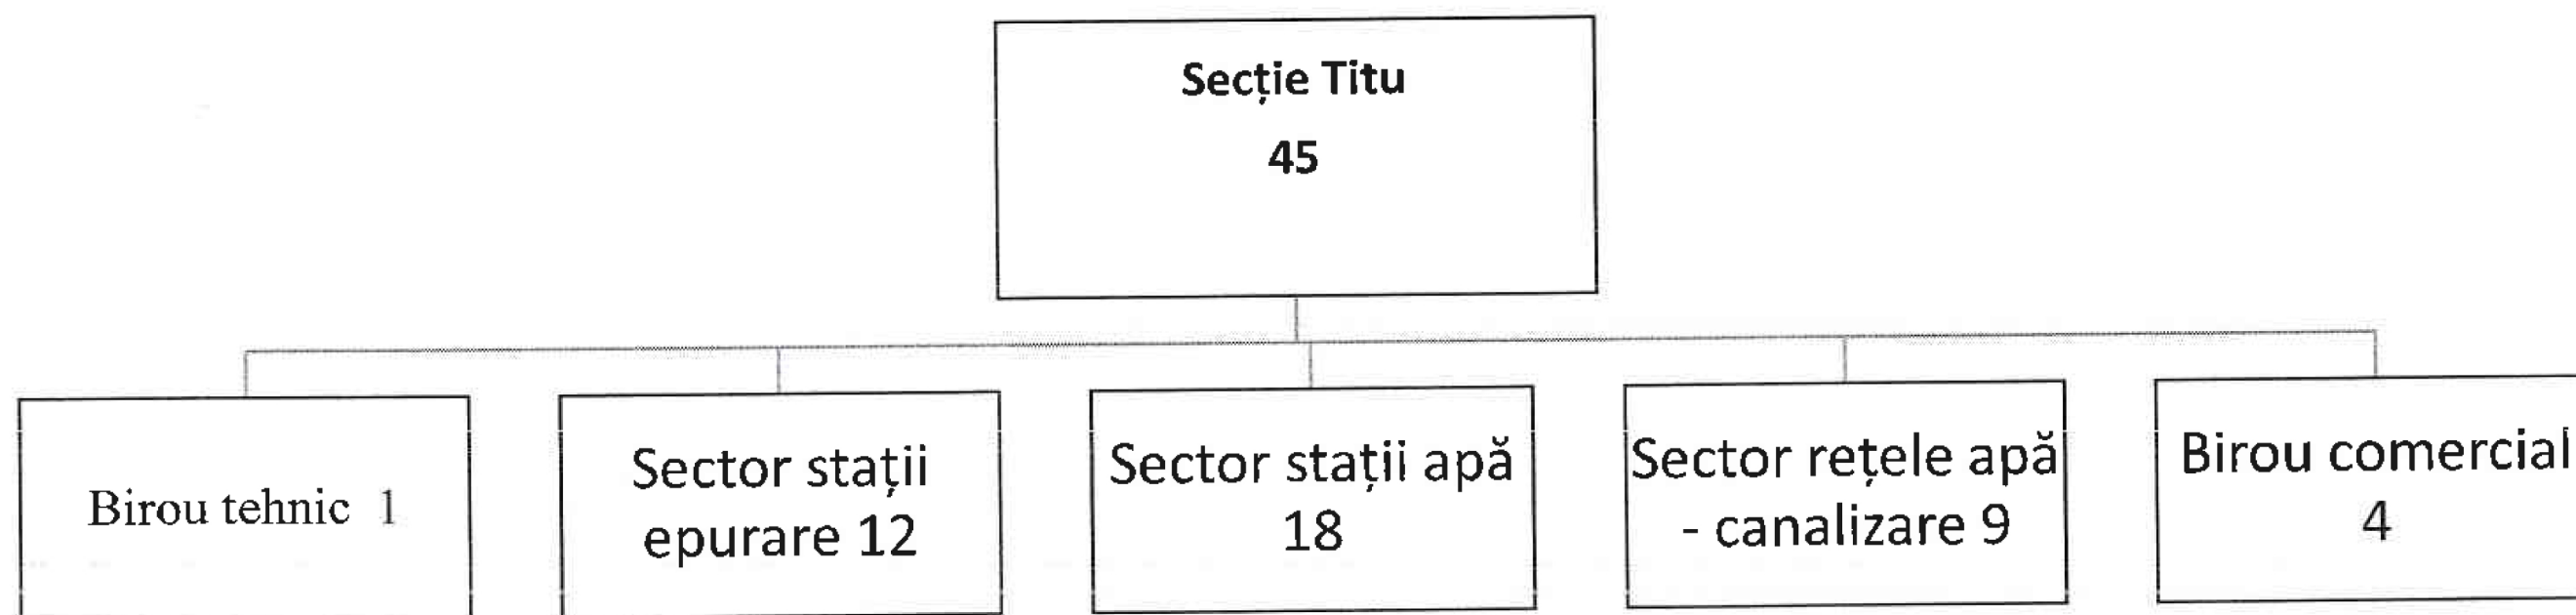 Secție Titu
45
Birou tehnic 1
Sector stații
epurare 12
Sector stații apă
18
Sector rețele apă
- canalizare 9
Birou comercial
4